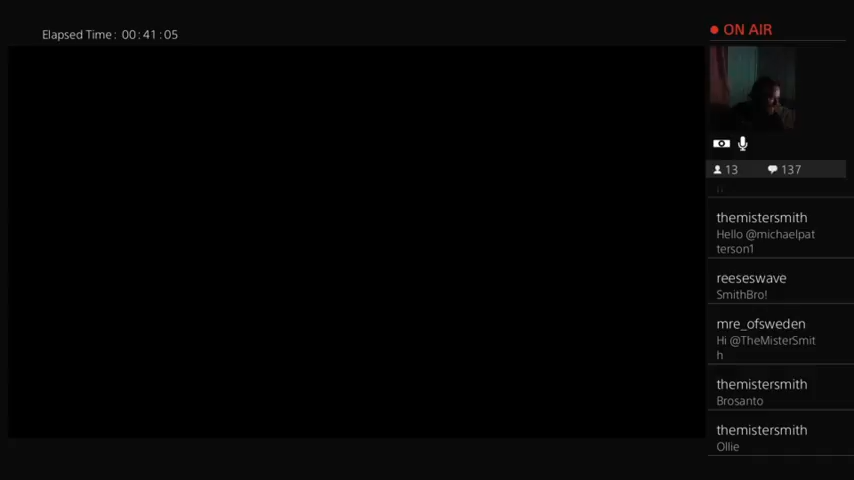 Elapsed Time: 00:41:05
ON AIR
13 137
themistersmith
Hello @michaelpat
terson1
reeseswave
SmithBro!
mre_ofsweden
Hi @TheMisterSmit
h
themistersmith
Brosanto
themistersmith
Ollie